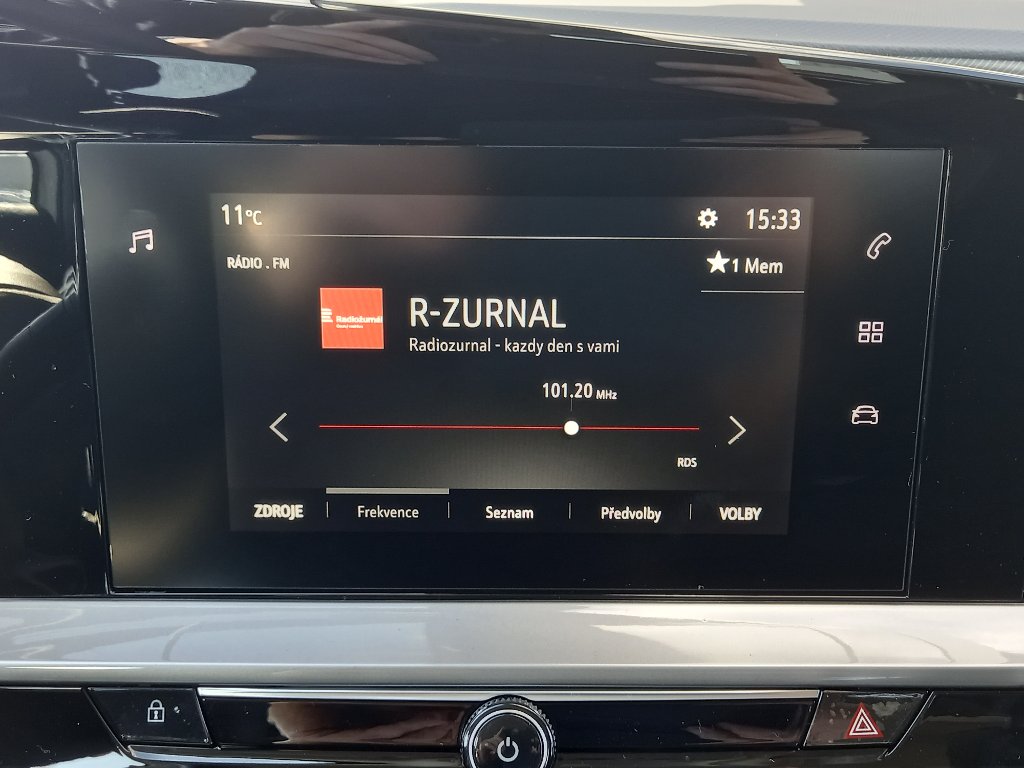 11°C
15:33
RÁDIO . FM
1 Mem
Radiožurnál
R-ZURNAL
Radiozurnal - kazdy den s vami
101.20 MHz
RDS
ZDROJE
Frekvence
Seznam
Předvolby
VOLBY